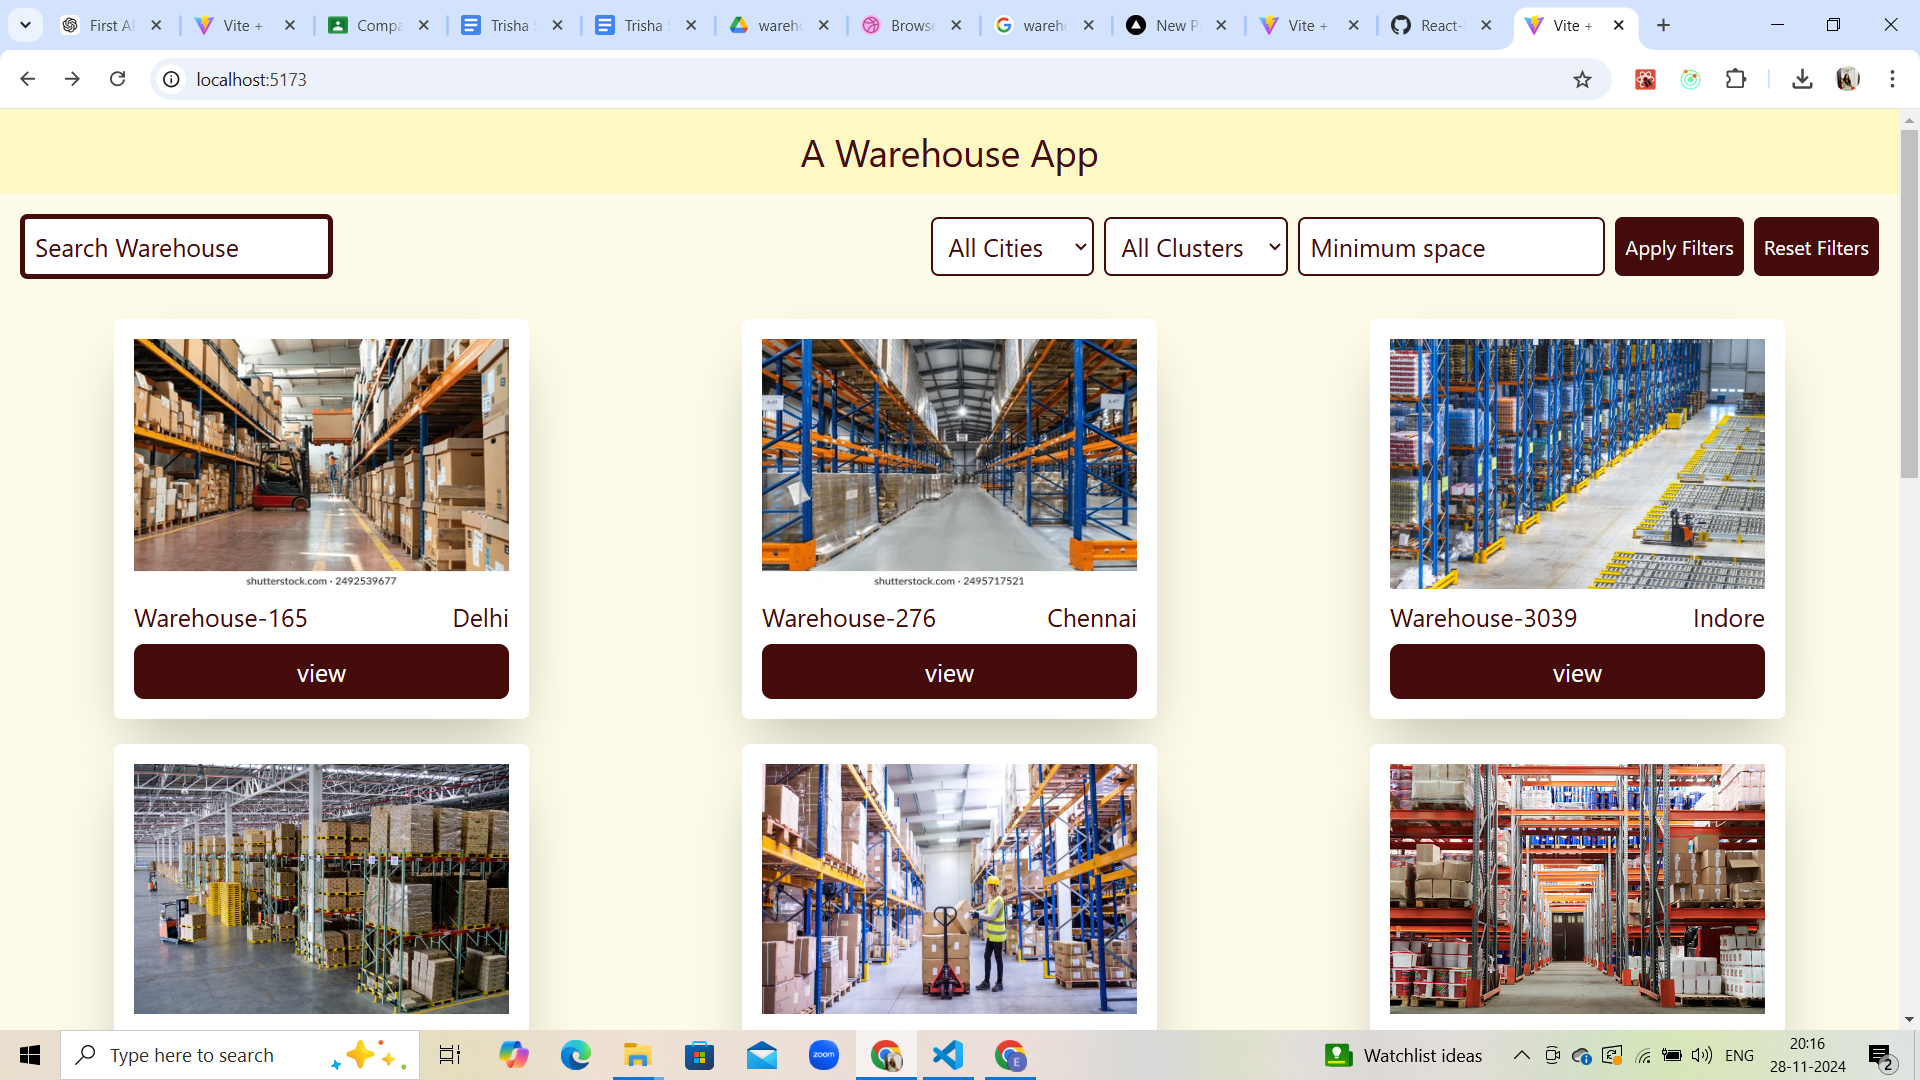 First A
Vite +
Compa
Trisha
Trisha
wareh
Browse
wareh
New P
Vite +
React-
Vite +
localhost:5173
A Warehouse App
Search Warehouse
All Cities
All Clusters
Minimum space
Apply Filters
Reset Filters
shutterstock.com · 2492539677
shutterstock.com · 2495717521
Warehouse-165
Delhi
Warehouse-276
Chennai
Warehouse-3039
Indore
view
view
view
Type here to search
zoom
E
Watchlist ideas
ENG
20:16
28-11-2024
2